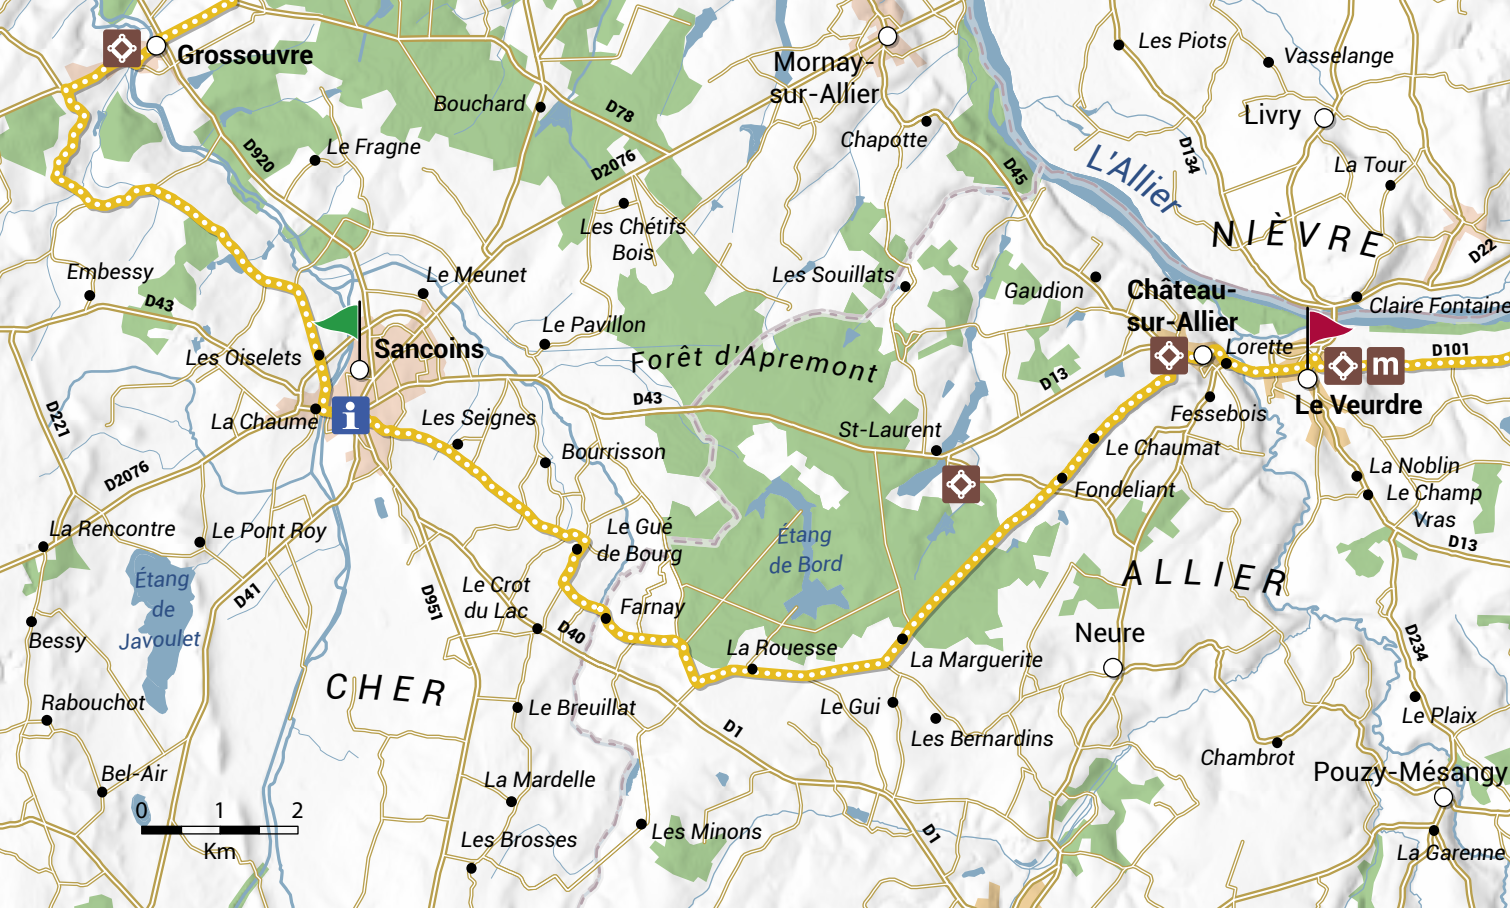 Grossouvre
Mornay-
sur-Allier
Les Piots
Vasselange
Bouchard
D78
Livry
Chapotte
D920
Le Fragne
D2076
D45
L'Allier
D134
La Tour
Les Chétifs
Bois
NIÈVRE
D22
Embessy
D43
Le Meunet
Les Souillats
Gaudion
Château-
sur-Allier
Claire Fontaine
Le Pavillon
Les Oiselets
Sancoins
Forêt d'Apremont
Lorette
D101
D13
D43
Le Veurdre
Fessebois
D221
La Chaume
i
m
Les Seignes
St-Laurent
Bourrisson
Le Chaumat
D2076
La Noblin
Fondeliant
Le Champ
Vras
La Rencontre
Le Pont Roy
Le Gué
de Bourg
Étang
de Bord
D13
Étang
de
Javoulet
D41
Le Crot
du Lac
D951
Farnay
ALLIER
D40
Bessy
La Rouesse
La Marguerite
Neure
D234
CHER
Rabouchot
Le Breuillat
Le Gui
Les Bernardins
D1
Le Plaix
Chambrot
Bel-Air
La Mardelle
Pouzy-Mésangy
0 1 2
Km
Les Brosses
Les Minons
D1
La Garenne